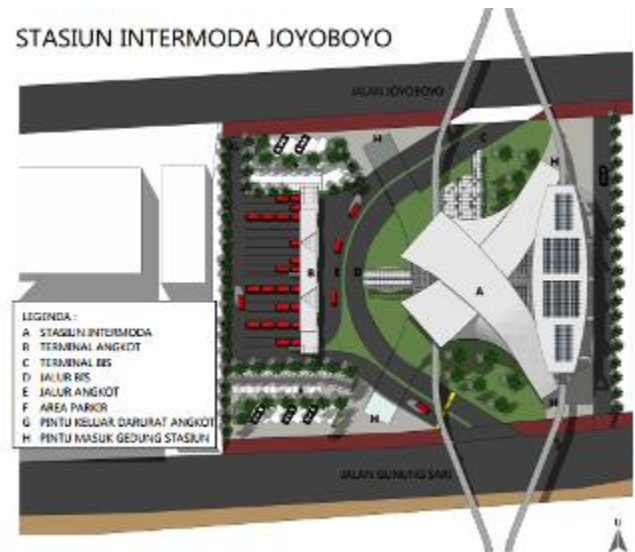 STASIUN INTERMODA JOYOBOYO
JALAN JOYOBOYO
G
H
C
H
B
E
D
A
LEGENDA :
A STASIUN INTERMODA
B TERMINAL ANGKOT
C TERMINAL BIS
D JALUR BIS
E JALUR ANGKOT
F AREA PARKIR
G PINTU KELUAR DARURAT ANGKOT
H PINTU MASUK GEDUNG STASIUN
H
H
JALAN GUNUNG SARI
U